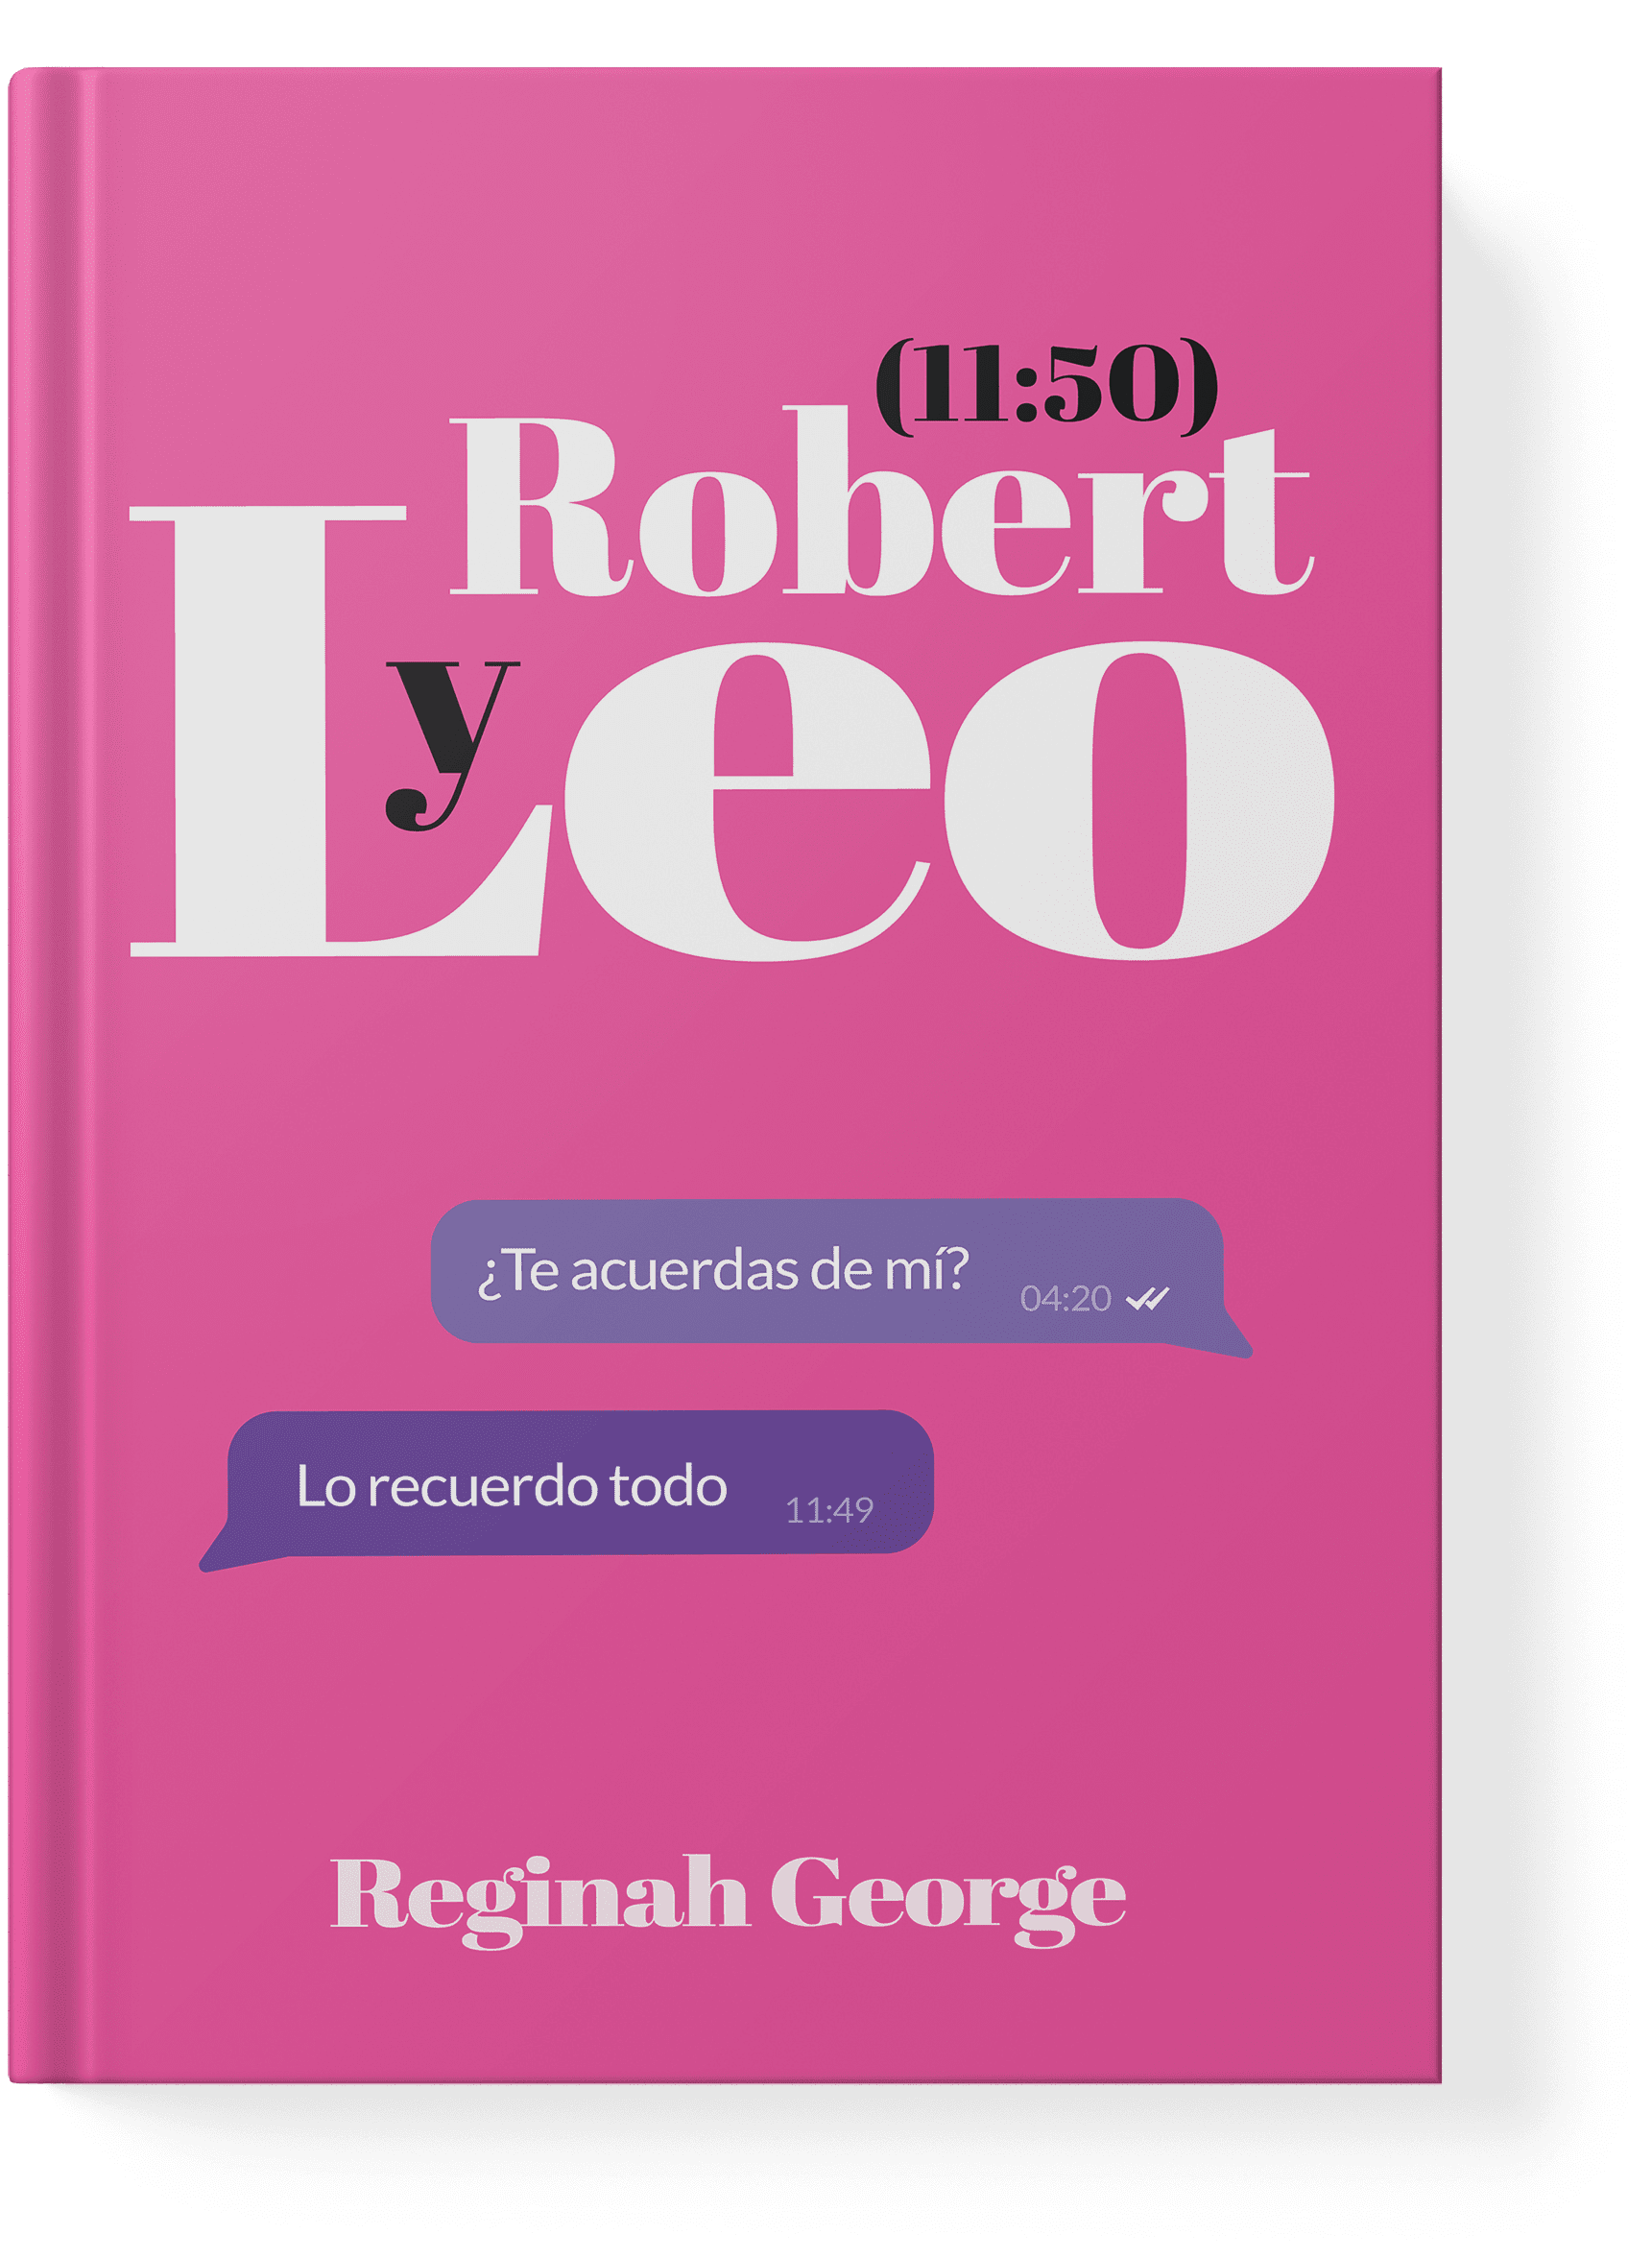 (11:50)
Robert
y
Leo
¿Te acuerdas de mí?
04:20
Lo recuerdo todo
11:49
Reginah George